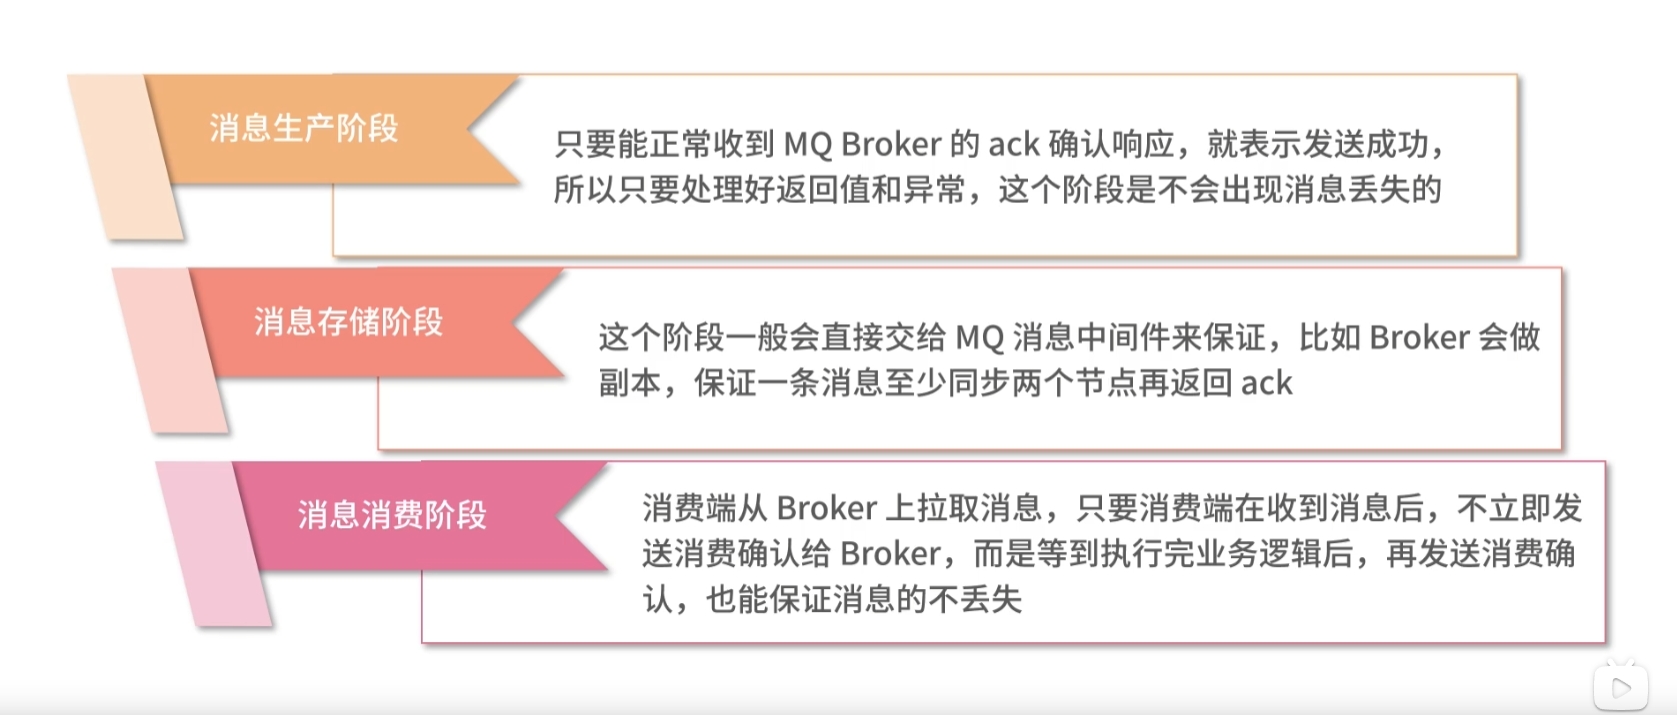 消息生产阶段
只要能正常收到 MQ Broker 的 ack 确认响应，就表示发送成功，
所以只要处理好返回值和异常，这个阶段是不会出现消息丢失的
消息存储阶段
这个阶段一般会直接交给 MQ 消息中间件来保证，比如 Broker 会做
副本，保证一条消息至少同步两个节点再返回 ack
消息消费阶段
消费端从 Broker 上拉取消息，只要消费端在收到消息后，不立即发
送消费确认给 Broker，而是等到执行完业务逻辑后，再发送消费确
认，也能保证消息的不丢失